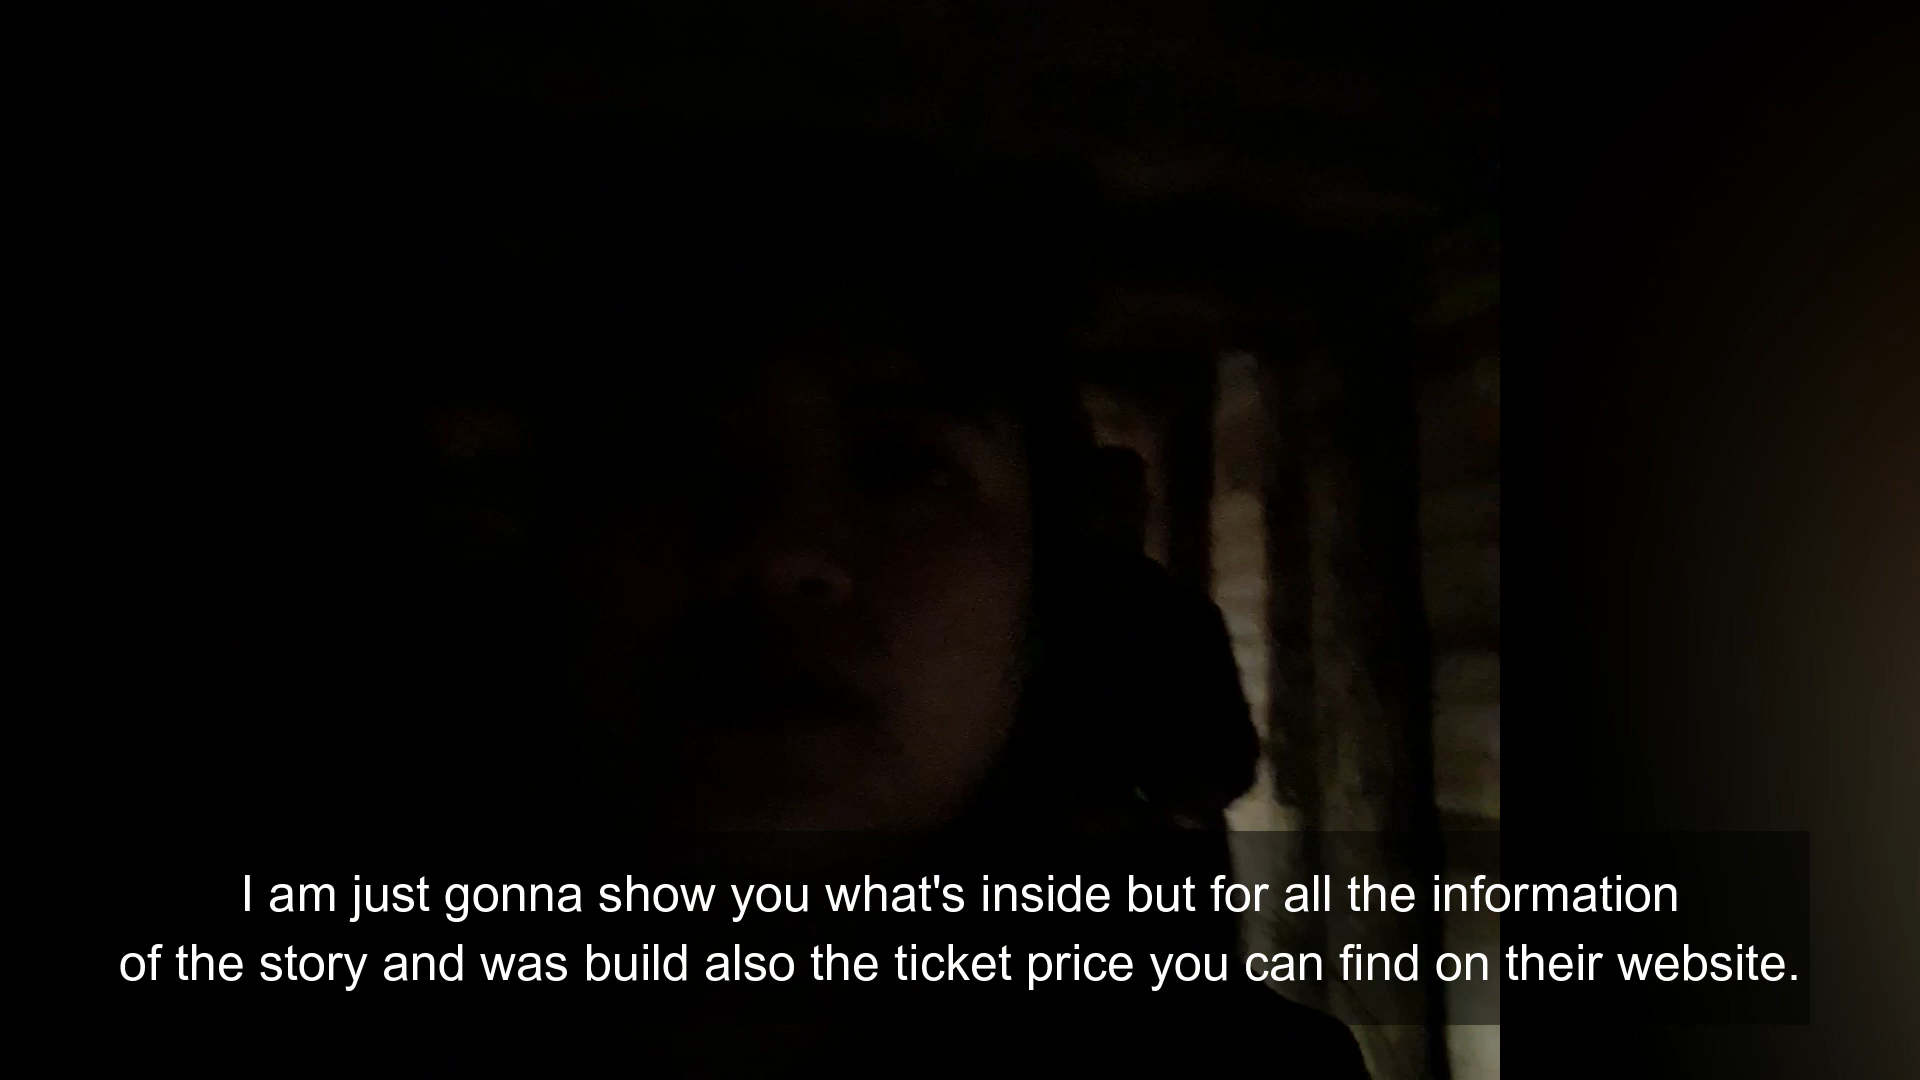 I am just gonna show you what's inside but for all the information
of the story and was build also the ticket price you can find on their website.